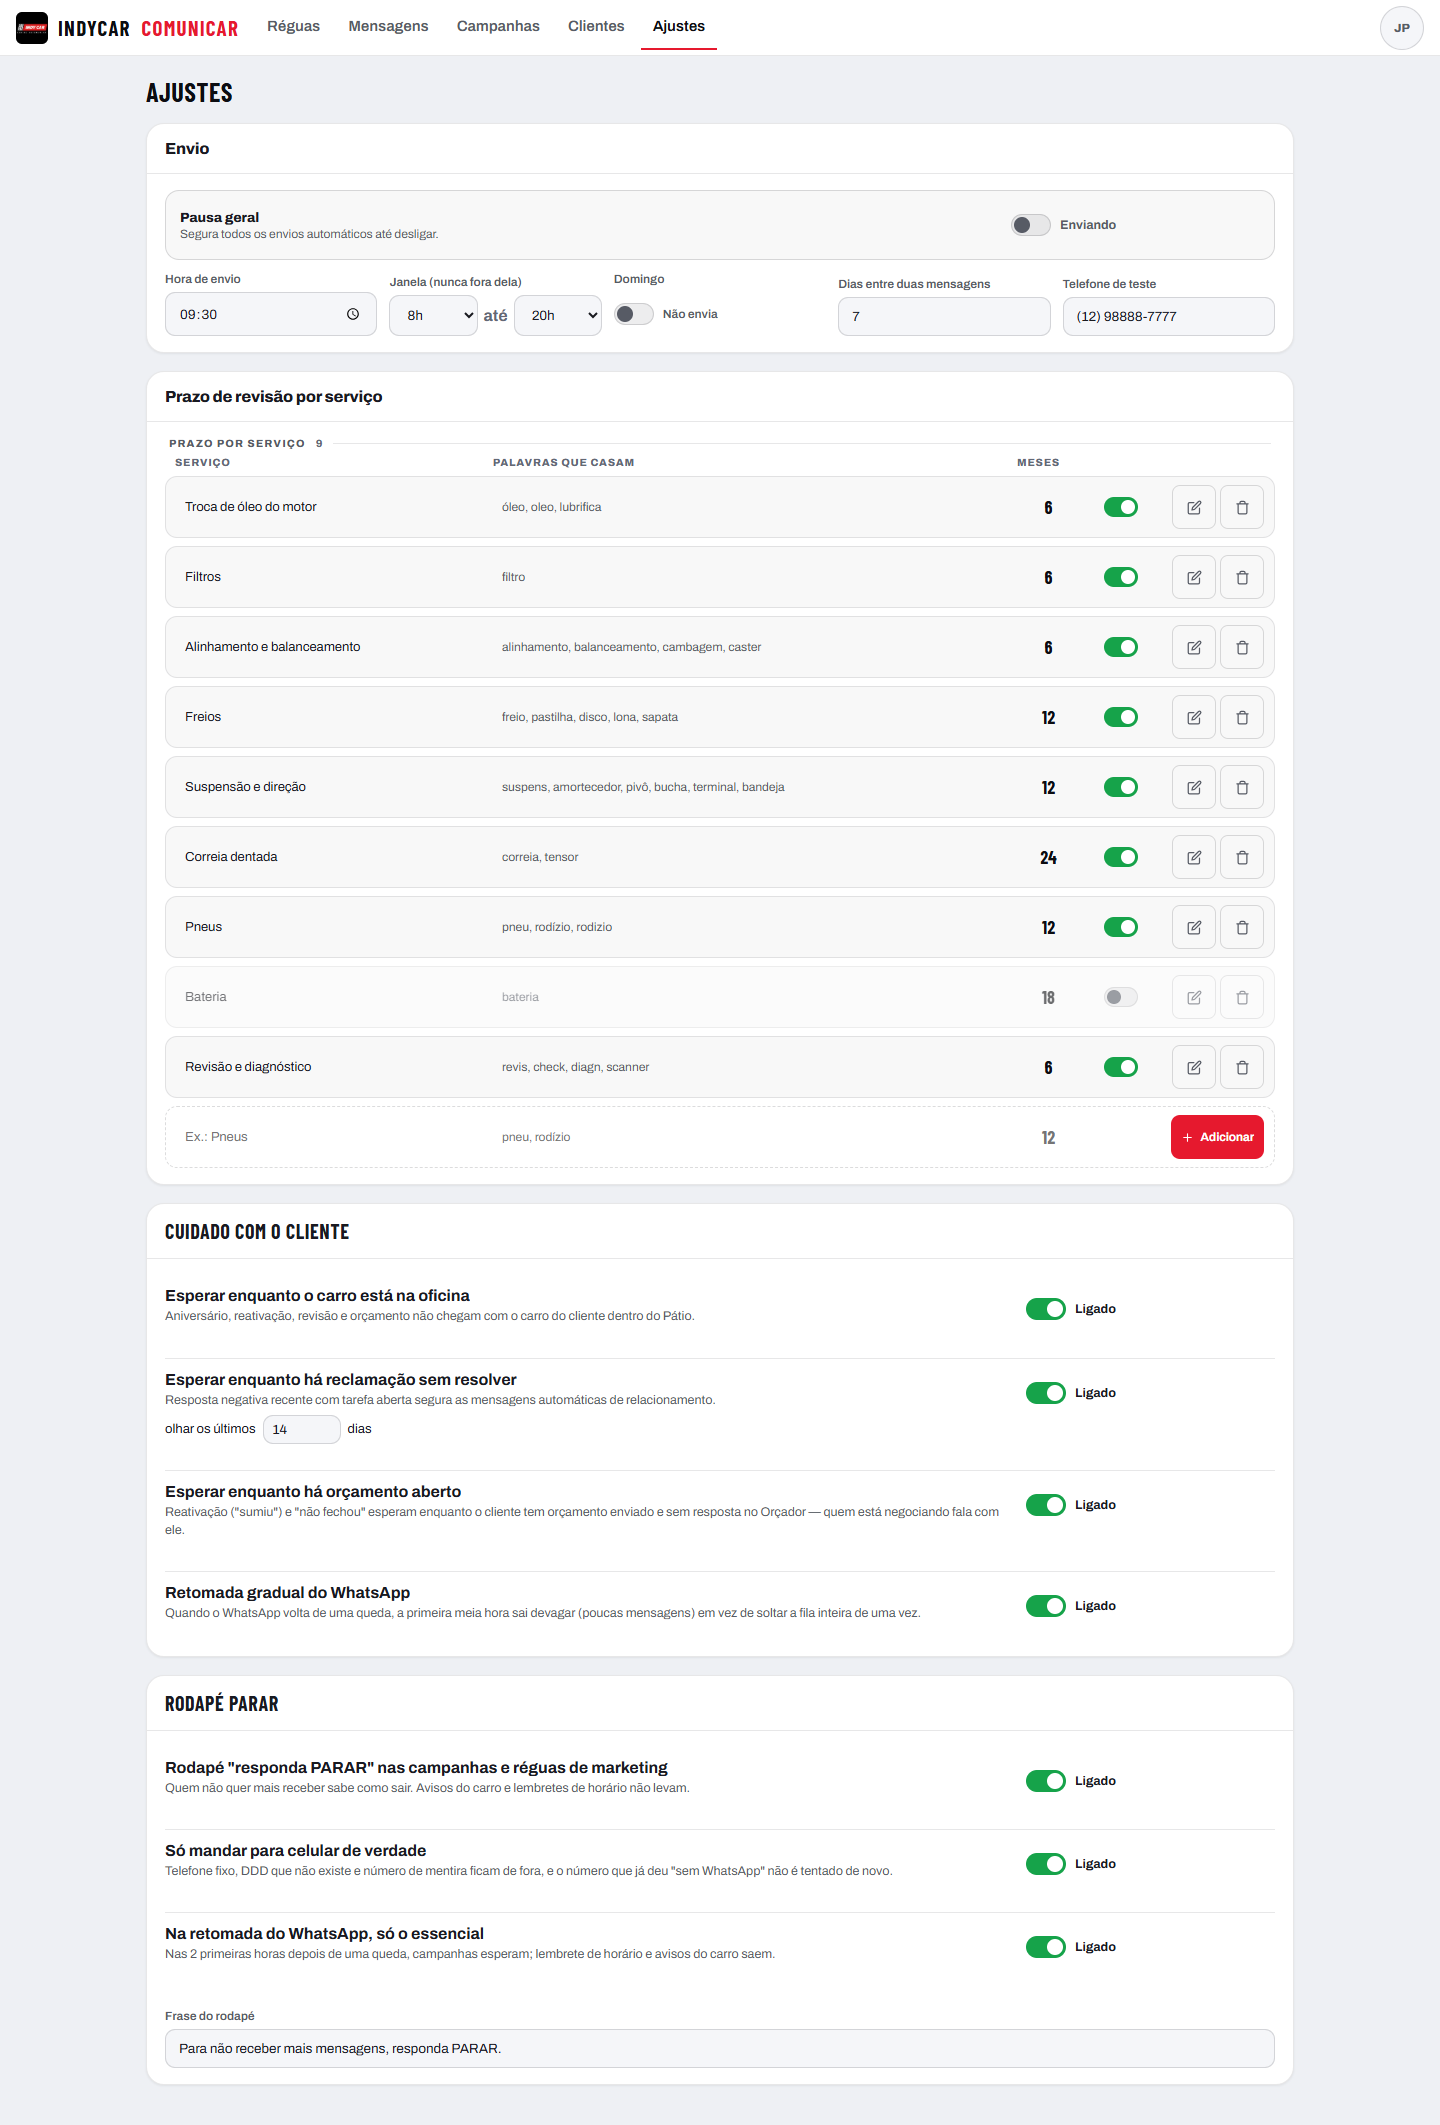 INDYCAR COMUNICAR
Réguas
Mensagens
Campanhas
Clientes
Ajustes
JP
AJUSTES
Envio
Pausa geral
Segura todos os envios automáticos até desligar.
Enviando
Hora de envio
Janela (nunca fora dela)
Domingo
Dias entre duas mensagens
Telefone de teste
09:30
8h
até
20h
Não envia
7
(12) 98888-7777
Prazo de revisão por serviço
PRAZO POR SERVIÇO 9
SERVIÇO
PALAVRAS QUE CASAM
MESES
Troca de óleo do motor
óleo, oleo, lubrifica
6
Filtros
filtro
6
Alinhamento e balanceamento
alinhamento, balanceamento, cambagem, caster
6
Freios
freio, pastilha, disco, lona, sapata
12
Suspensão e direção
suspens, amortecedor, pivô, bucha, terminal, bandeja
12
Correia dentada
correia, tensor
24
Pneus
pneu, rodízio, rodizio
12
Bateria
bateria
18
Revisão e diagnóstico
revis, check, diagn, scanner
6
Ex.: Pneus
pneu, rodízio
12
+ Adicionar
CUIDADO COM O CLIENTE
Esperar enquanto o carro está na oficina
Aniversário, reativação, revisão e orçamento não chegam com o carro do cliente dentro do Pátio.
Ligado
Esperar enquanto há reclamação sem resolver
Resposta negativa recente com tarefa aberta segura as mensagens automáticas de relacionamento.
olhar os últimos 14 dias
Ligado
Esperar enquanto há orçamento aberto
Reativação ("sumiu") e "não fechou" esperam enquanto o cliente tem orçamento enviado e sem resposta no Orçador — quem está negociando fala com
ele.
Ligado
Retomada gradual do WhatsApp
Quando o WhatsApp volta de uma queda, a primeira meia hora sai devagar (poucas mensagens) em vez de soltar a fila inteira de uma vez.
Ligado
RODAPÉ PARAR
Rodapé "responda PARAR" nas campanhas e réguas de marketing
Quem não quer mais receber sabe como sair. Avisos do carro e lembretes de horário não levam.
Ligado
Só mandar para celular de verdade
Telefone fixo, DDD que não existe e número de mentira ficam de fora, e o número que já deu "sem WhatsApp" não é tentado de novo.
Ligado
Na retomada do WhatsApp, só o essencial
Nas 2 primeiras horas depois de uma queda, campanhas esperam; lembrete de horário e avisos do carro saem.
Ligado
Frase do rodapé
Para não receber mais mensagens, responda PARAR.